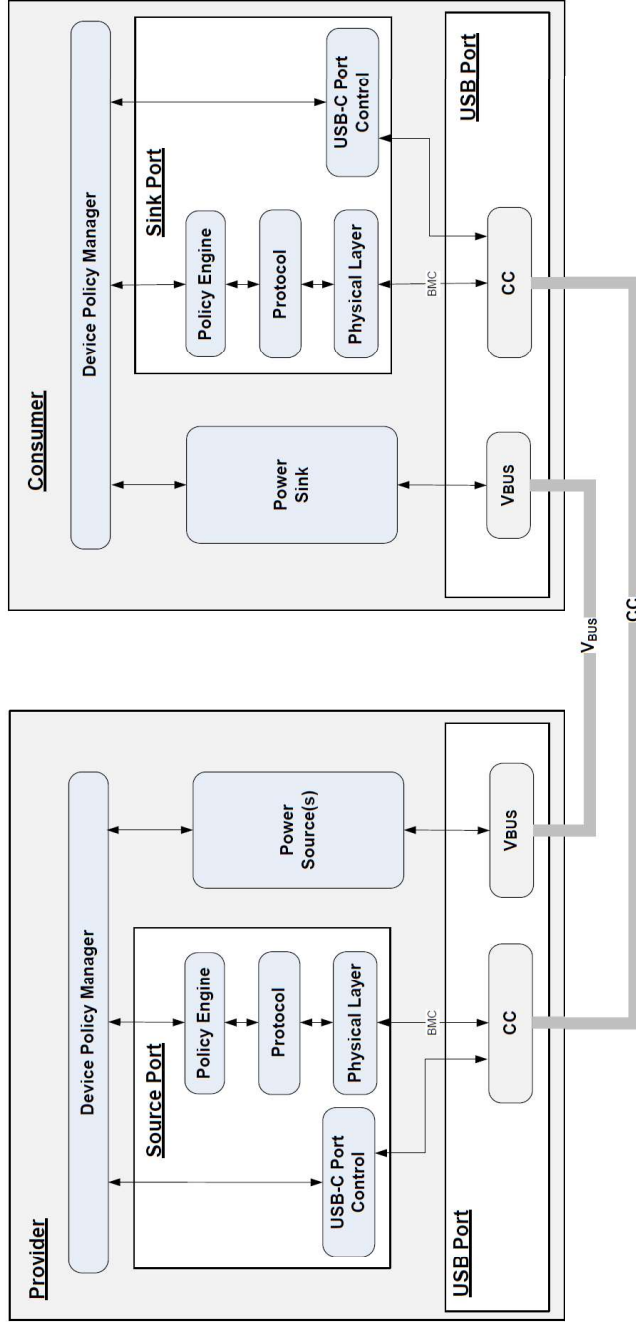 Provider
Device Policy Manager
Source Port
Policy Engine
Protocol
Physical Layer
USB-C Port
Control
Power
Source(s)
BMC
USB Port
CC
VBUS
Consumer
Device Policy Manager
Sink Port
Power
Sink
Policy Engine
Protocol
Physical Layer
USB-C Port
Control
BMC
USB Port
VBUS
CC
VBUS
CC